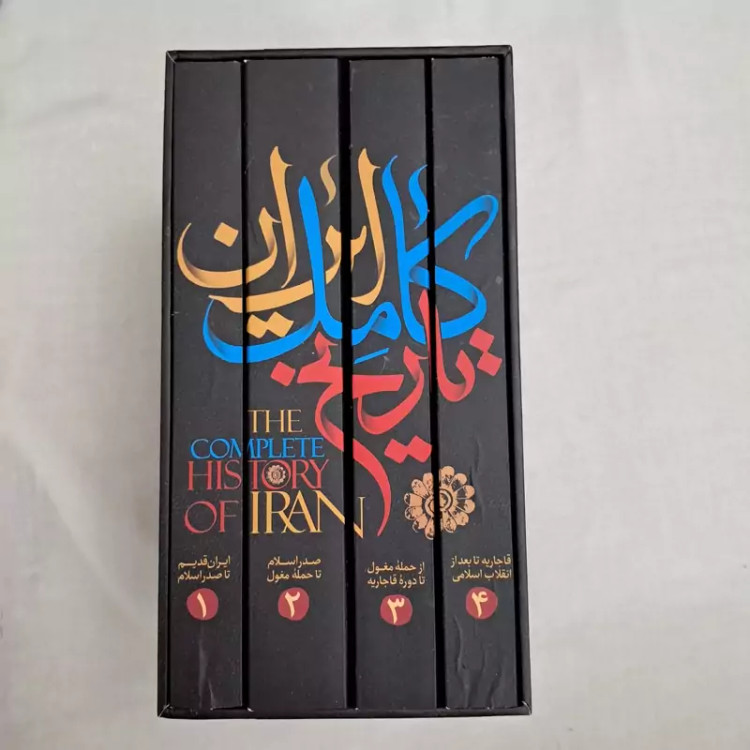 تاریخ
کامل
ایران
THE
COMPLETE
HISTORY
OF IRAN
ایران قدیم
تا صدر اسلام
۱
صدر اسلام
تا حملهٔ مغول
۲
از حملهٔ مغول
تا دورهٔ قاجاریه
۳
قاجاریه تا بعد از
انقلاب اسلامی
۴